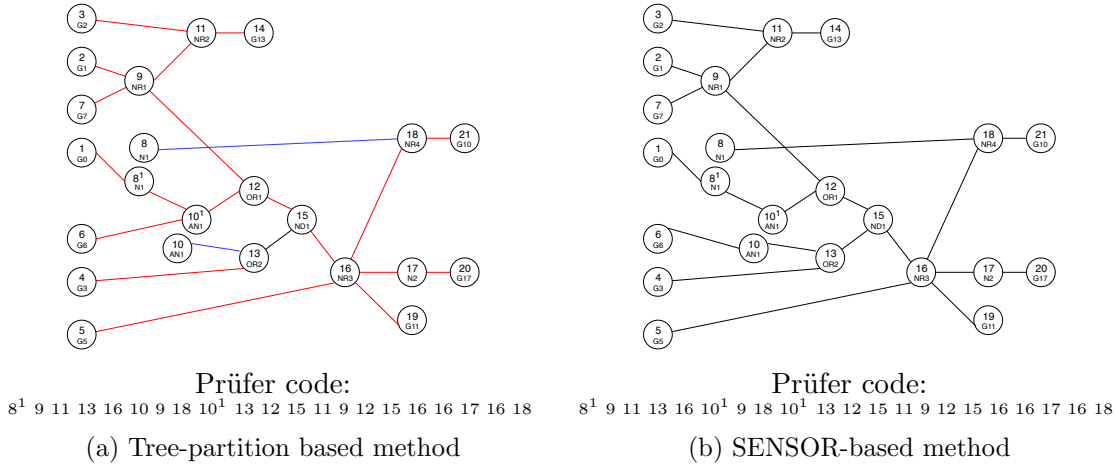 3
G2
11
NR2
14
G13
2
G1
9
NR1
7
G7
8
N1
18
NR4
21
G10
1
G0
8¹
N1
12
OR1
10¹
AN1
15
ND1
6
G6
10
AN1
13
OR2
4
G3
16
NR3
17
N2
20
G17
19
G11
5
G5
Prüfer code:
8¹ 9 11 13 16 10 9 18 10¹ 13 12 15 11 9 12 15 16 16 17 16 18
(a) Tree-partition based method
3
G2
11
NR2
14
G13
2
G1
9
NR1
7
G7
8
N1
18
NR4
21
G10
1
G0
8¹
N1
12
OR1
10¹
AN1
15
ND1
6
G6
10
AN1
13
OR2
4
G3
16
NR3
17
N2
20
G17
19
G11
5
G5
Prüfer code:
8¹ 9 11 13 16 10¹ 9 18 10¹ 13 12 15 11 9 12 15 16 16 17 16 18
(b) SENSOR-based method